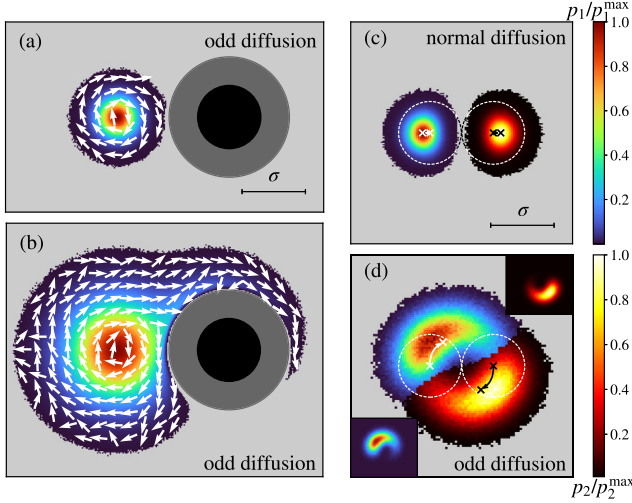 (a)
odd diffusion
σ
(b)
odd diffusion
(c)
normal diffusion
σ
(d)
odd diffusion
p₁/p₁ᵐᵃˣ
1.0
0.8
0.6
0.4
0.2
1.0
0.8
0.6
0.4
0.2
p₂/p₂ᵐᵃˣ